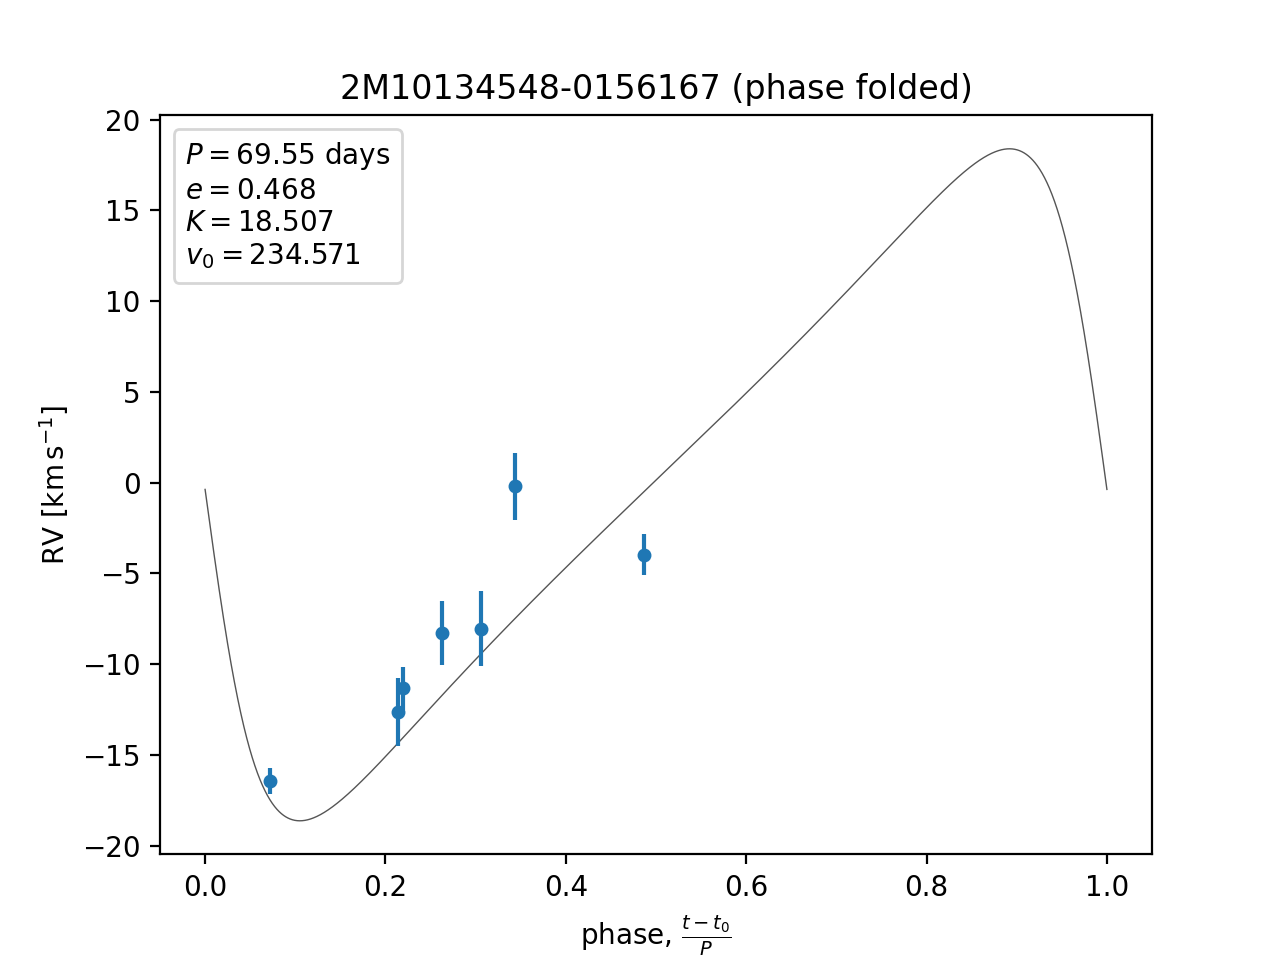 2M10134548-0156167 (phase folded)
P = 69.55 days
e = 0.468
K = 18.507
v₀ = 234.571
20
15
10
5
0
−5
−10
−15
−20
RV [km s⁻¹]
0.0 0.2 0.4 0.6 0.8 1.0
phase, (t − t₀)/P